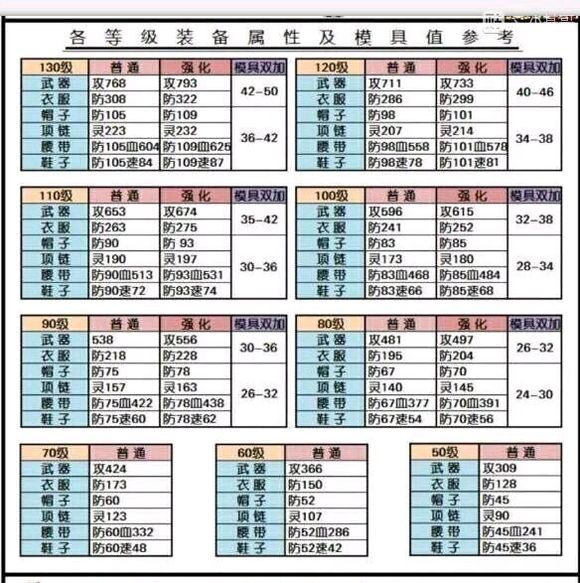 各等级装备属性及模具值参考
130级 普通 强化 模具双加
武器 攻768 攻793 42-50
衣服 防308 防322
帽子 防105 防109 36-42
项链 灵223 灵232
腰带 防105血604 防109血625
鞋子 防105速84 防109速87
120级 普通 强化 模具双加
武器 攻711 攻733 40-46
衣服 防286 防299
帽子 防98 防101 34-38
项链 灵207 灵214
腰带 防98血558 防101血578
鞋子 防98速78 防101速81
110级 普通 强化 模具双加
武器 攻653 攻674 35-42
衣服 防263 防275
帽子 防90 防 93 30-36
项链 灵190 灵197
腰带 防90血513 防93血531
鞋子 防90速72 防93速74
100级 普通 强化 模具双加
武器 攻596 攻615 32-38
衣服 防241 防252
帽子 防83 防85 28-34
项链 灵173 灵180
腰带 防83血468 防85血484
鞋子 防83速66 防85速68
90级 普通 强化 模具双加
武器 538 攻556 30-36
衣服 防218 防228
帽子 防75 防78 26-32
项链 灵157 灵163
腰带 防75血422 防78血438
鞋子 防75速60 防78速62
80级 普通 强化 模具双加
武器 攻481 攻497 26-32
衣服 防195 防204
帽子 防67 防70 24-30
项链 灵140 灵145
腰带 防67血377 防70血391
鞋子 防67速54 防70速56
70级 普通
武器 攻424
衣服 防173
帽子 防60
项链 灵123
腰带 防60血332
鞋子 防60速48
60级 普通
武器 攻366
衣服 防150
帽子 防52
项链 灵107
腰带 防52血286
鞋子 防52速42
50级 普通
武器 攻309
衣服 防128
帽子 防45
项链 灵90
腰带 防45血241
鞋子 防45速36